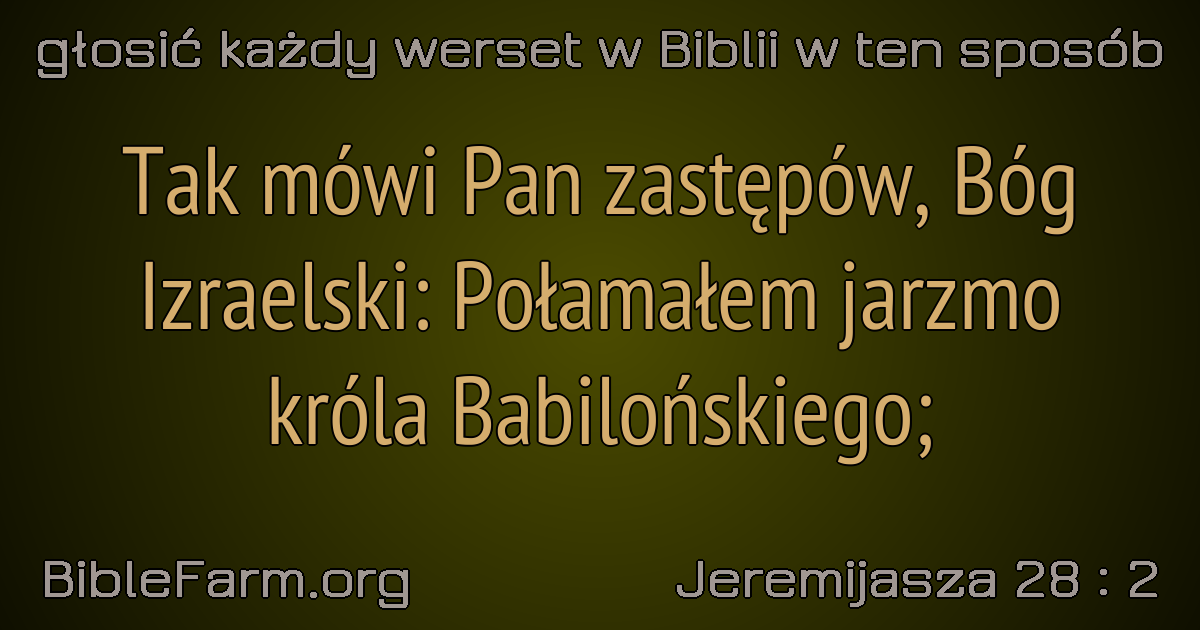 głosić każdy werset w Biblii w ten sposób
Tak mówi Pan zastępów, Bóg
Izraelski: Połamałem jarzmo
króla Babilońskiego;
BibleFarm.org
Jeremijasza 28 : 2